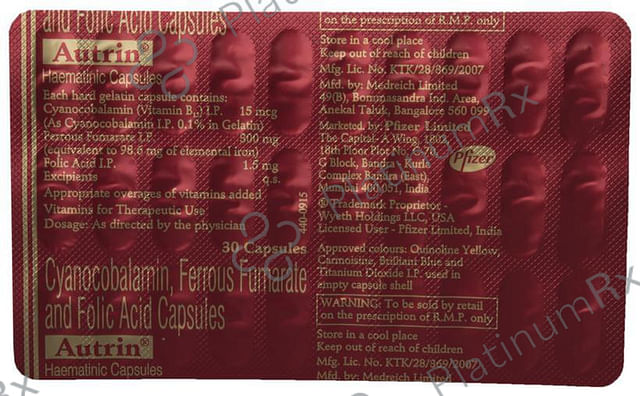 and Folic Acid Capsules
Autrin®
Haematinic Capsules
Each hard gelatin capsule contains:
Cyanocobalamin (Vitamin B12) I.P. 15 mcg
(As Cyanocobalamin I.P. 0.1% in Gelatin)
Ferrous Fumarate I.P. 300 mg
(equivalent to 98.6 mg of elemental iron)
Folic Acid I.P. 1.5 mg
Excipients q.s.
Appropriate overages of vitamins added
Vitamins for Therapeutic Use
Dosage: As directed by the physician
30 Capsules
Cyanocobalamin, Ferrous Fumarate
and Folic Acid Capsules
Autrin®
Haematinic Capsules
440-0915
on the prescription of R.M.P. only
Store in a cool place
Keep out of reach of children
Mfg. Lic. No. KTK/28/369/2007
Mfd. by: Medreich Limited
49(B), Bommasandra Ind. Area,
Anekal Taluk, Bangalore 560 099
Marketed by: Pfizer Limited
The Capital- A Wing, 1802,
18th Floor Plot No. C-70,
G Block, Bandra - Kurla
Complex Bandra (East),
Mumbai 400 051, India
Pfizer
®Trademark Proprietor -
Wyeth Holdings LLC, USA
Licensed User - Pfizer Limited, India
Approved colours: Quinoline Yellow,
Carmoisine, Brilliant Blue and
Titanium Dioxide I.P. used in
empty capsule shell
WARNING: To be sold by retail
on the prescription of R.M.P. only
Store in a cool place
Keep out of reach of children
Mfg. Lic. No. KTK/28/369/2007
Mfd. by: Medreich Limited
PlatinumRx
PlatinumRx
PlatinumRx
Rx